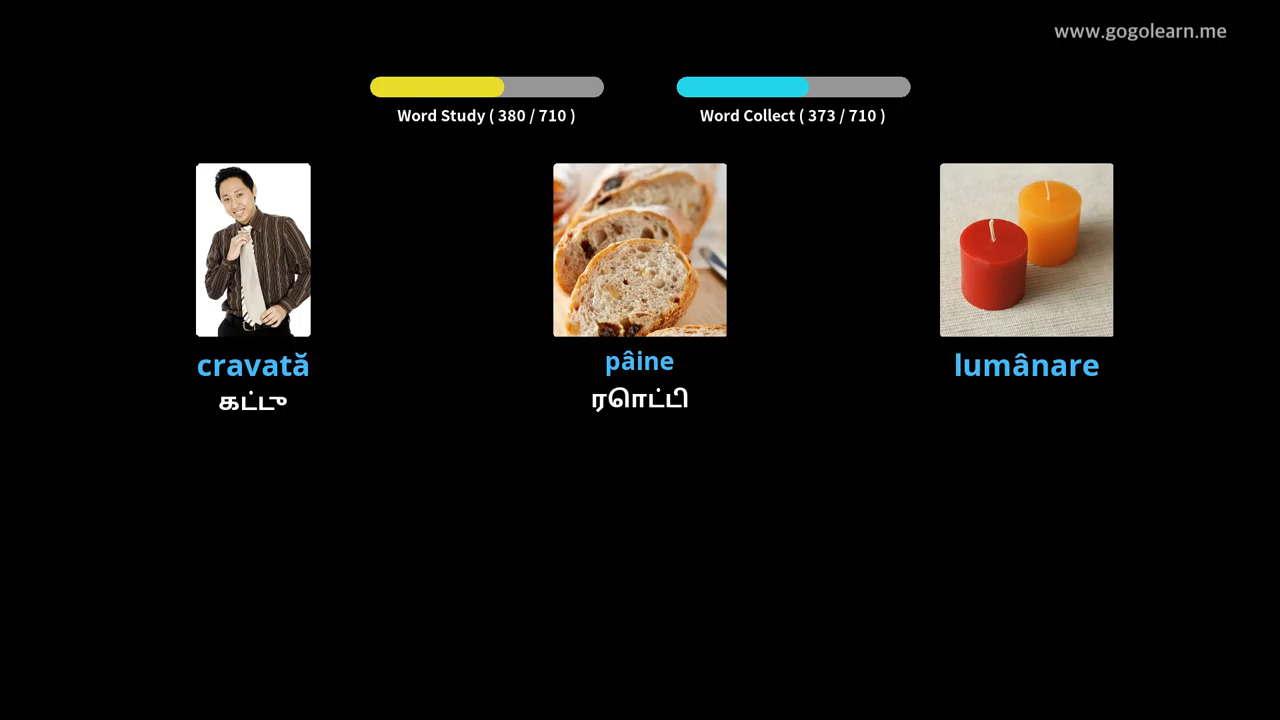 www.gogolearn.me
Word Study ( 380 / 710 )
Word Collect ( 373 / 710 )
cravată
pâine
lumânare
கட்டு
ரொட்டி